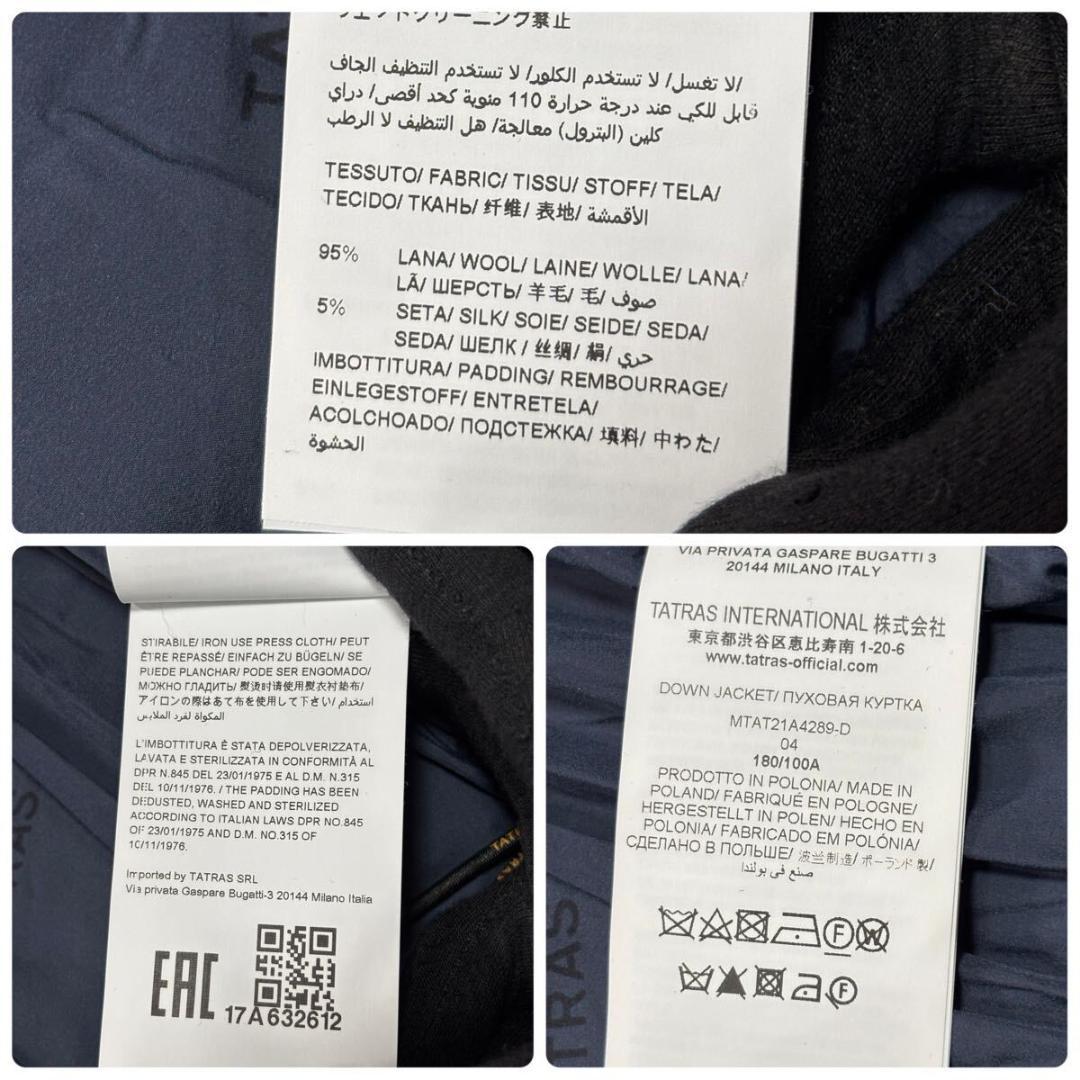 ウェットクリーニング禁止
لا تغسل/ لا تستخدم الكلور/ لا تستخدم التنظيف الجاف/
قابل للكي عند درجة حرارة 110 مئوية كحد أقصى/ دراي
كلين (البترول) معالجة/ هل التنظيف لا الرطب
TESSUTO/ FABRIC/ TISSU/ STOFF/ TELA/
TECIDO/ ТКАНЬ/ 纤维/ 表地/ الأقمشة
95% LANA/ WOOL/ LAINE/ WOLLE/ LANA/
LÃ/ ШЕРСТЬ/ 羊毛/ 毛/ صوف
5% SETA/ SILK/ SOIE/ SEIDE/ SEDA/
SEDA/ ШЕЛК / 丝绸/ 絹/ حري
IMBOTTITURA/ PADDING/ REMBOURRAGE/
EINLEGESTOFF/ ENTRETELA/
ACOLCHOADO/ ПОДСТЕЖКА/ 填料/ 中わた/
الحشوة
STIRABILE/ IRON USE PRESS CLOTH/ PEUT
ÊTRE REPASSÉ/ EINFACH ZU BÜGELN/ SE
PUEDE PLANCHAR/ PODE SER ENGOMADO/
МОЖНО ГЛАДИТЬ/ 熨烫时请使用熨衣衬垫布/
アイロンの際はあて布を使用して下さい/ استخدام
المكواة لفرد الملابس
L'IMBOTTITURA È STATA DEPOLVERIZZATA,
LAVATA E STERILIZZATA IN CONFORMITÀ AL
DPR N.845 DEL 23/01/1975 E AL D.M. N.315
DEL 10/11/1976. / THE PADDING HAS BEEN
DEDUSTED, WASHED AND STERILIZED
ACCORDING TO ITALIAN LAWS DPR NO.845
OF 23/01/1975 AND D.M. NO.315 OF
10/11/1976.
Imported by TATRAS SRL
Via privata Gaspare Bugatti-3 20144 Milano Italia
EAC
17A632612
VIA PRIVATA GASPARE BUGATTI 3
20144 MILANO ITALY
TATRAS INTERNATIONAL 株式会社
東京都渋谷区恵比寿南 1-20-6
www.tatras-official.com
DOWN JACKET/ ПУХОВАЯ КУРТКА
MTAT21A4289-D
04
180/100A
PRODOTTO IN POLONIA/ MADE IN
POLAND/ FABRIQUÉ EN POLOGNE/
HERGESTELLT IN POLEN/ HECHO EN
POLONIA/ FABRICADO EM POLÓNIA/
СДЕЛАНО В ПОЛЬШЕ/ 波兰制造/ ポーランド製/
صنع في بولندا
F W
F
TRAS